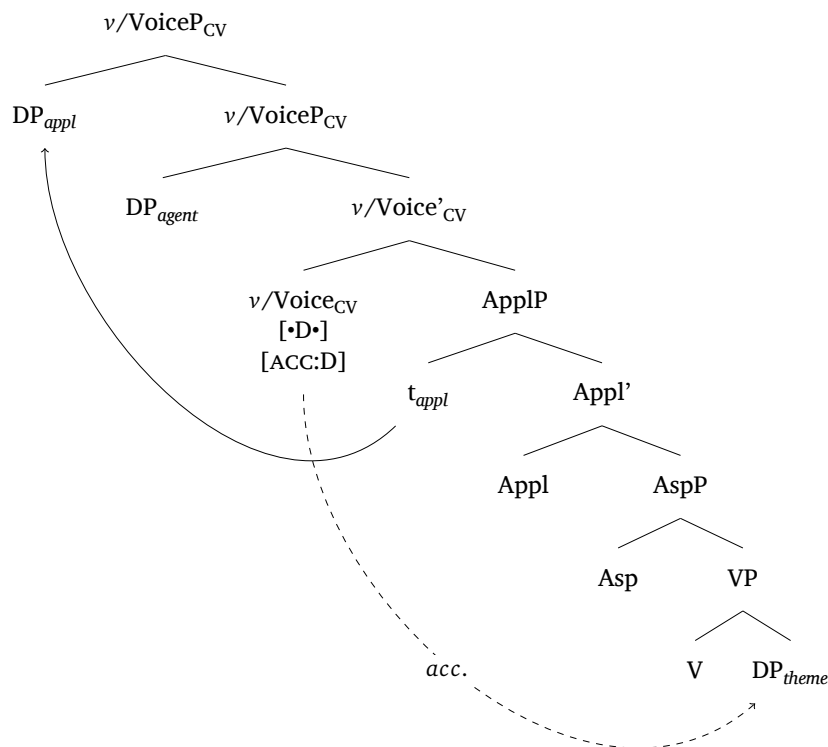 v/VoiceP_CV
DP_appl v/VoiceP_CV
DP_agent v/Voice’_CV
v/Voice_CV ApplP
[•D•]
[ACC:D]
t_appl Appl’
Appl AspP
Asp VP
acc. V DP_theme